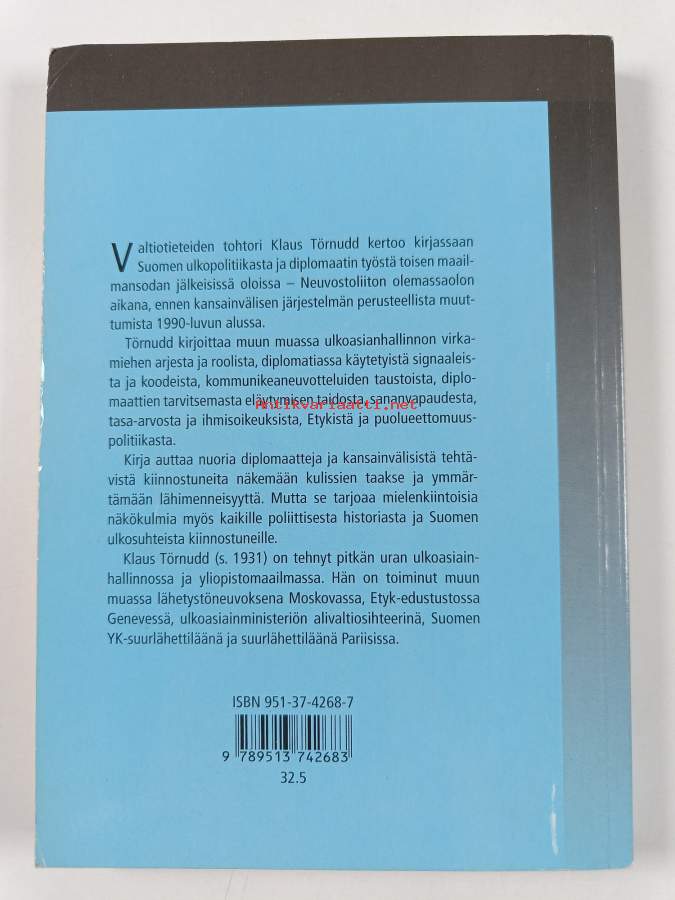 Valtiotieteiden tohtori Klaus Törnudd kertoo kirjassaan
Suomen ulkopolitiikasta ja diplomaatin työstä toisen maail-
mansodan jälkeisissä oloissa – Neuvostoliiton olemassaolon
aikana, ennen kansainvälisen järjestelmän perusteellista muut-
tumista 1990-luvun alussa.
Törnudd kirjoittaa muun muassa ulkoasianhallinnon virka-
miehen arjesta ja roolista, diplomatiassa käytetyistä signaaleis-
ta ja koodeista, kommunikeaneuvotteluiden taustoista, diplo-
maattien tarvitsemasta eläytymisen taidosta, sananvapaudesta,
Antikvariaatti.net
tasa-arvosta ja ihmisoikeuksista, Etykistä ja puolueettomuus-
politiikasta.
Kirja auttaa nuoria diplomaatteja ja kansainvälisistä tehtä-
vistä kiinnostuneita näkemään kulissien taakse ja ymmär-
tämään lähimenneisyyttä. Mutta se tarjoaa mielenkiintoisia
näkökulmia myös kaikille poliittisesta historiasta ja Suomen
ulkosuhteista kiinnostuneille.
Klaus Törnudd (s. 1931) on tehnyt pitkän uran ulkoasiain-
hallinnossa ja yliopistomaailmassa. Hän on toiminut muun
muassa lähetystöneuvoksena Moskovassa, Etyk-edustustossa
Genevessä, ulkoasiainministeriön alivaltiosihteerinä, Suomen
YK-suurlähettiläänä ja suurlähettiläänä Pariisissa.
ISBN 951-37-4268-7
9 789513 742683
32.5